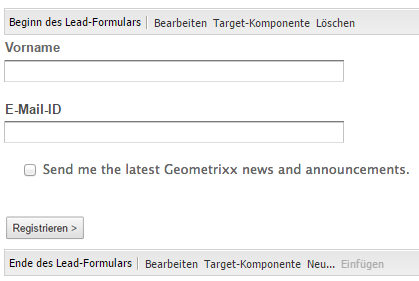 Beginn des Lead-Formulars Bearbeiten Target-Komponente Löschen
Vorname
E-Mail-ID
Send me the latest Geometrixx news and announcements.
Registrieren >
Ende des Lead-Formulars Bearbeiten Target-Komponente Neu... Einfügen